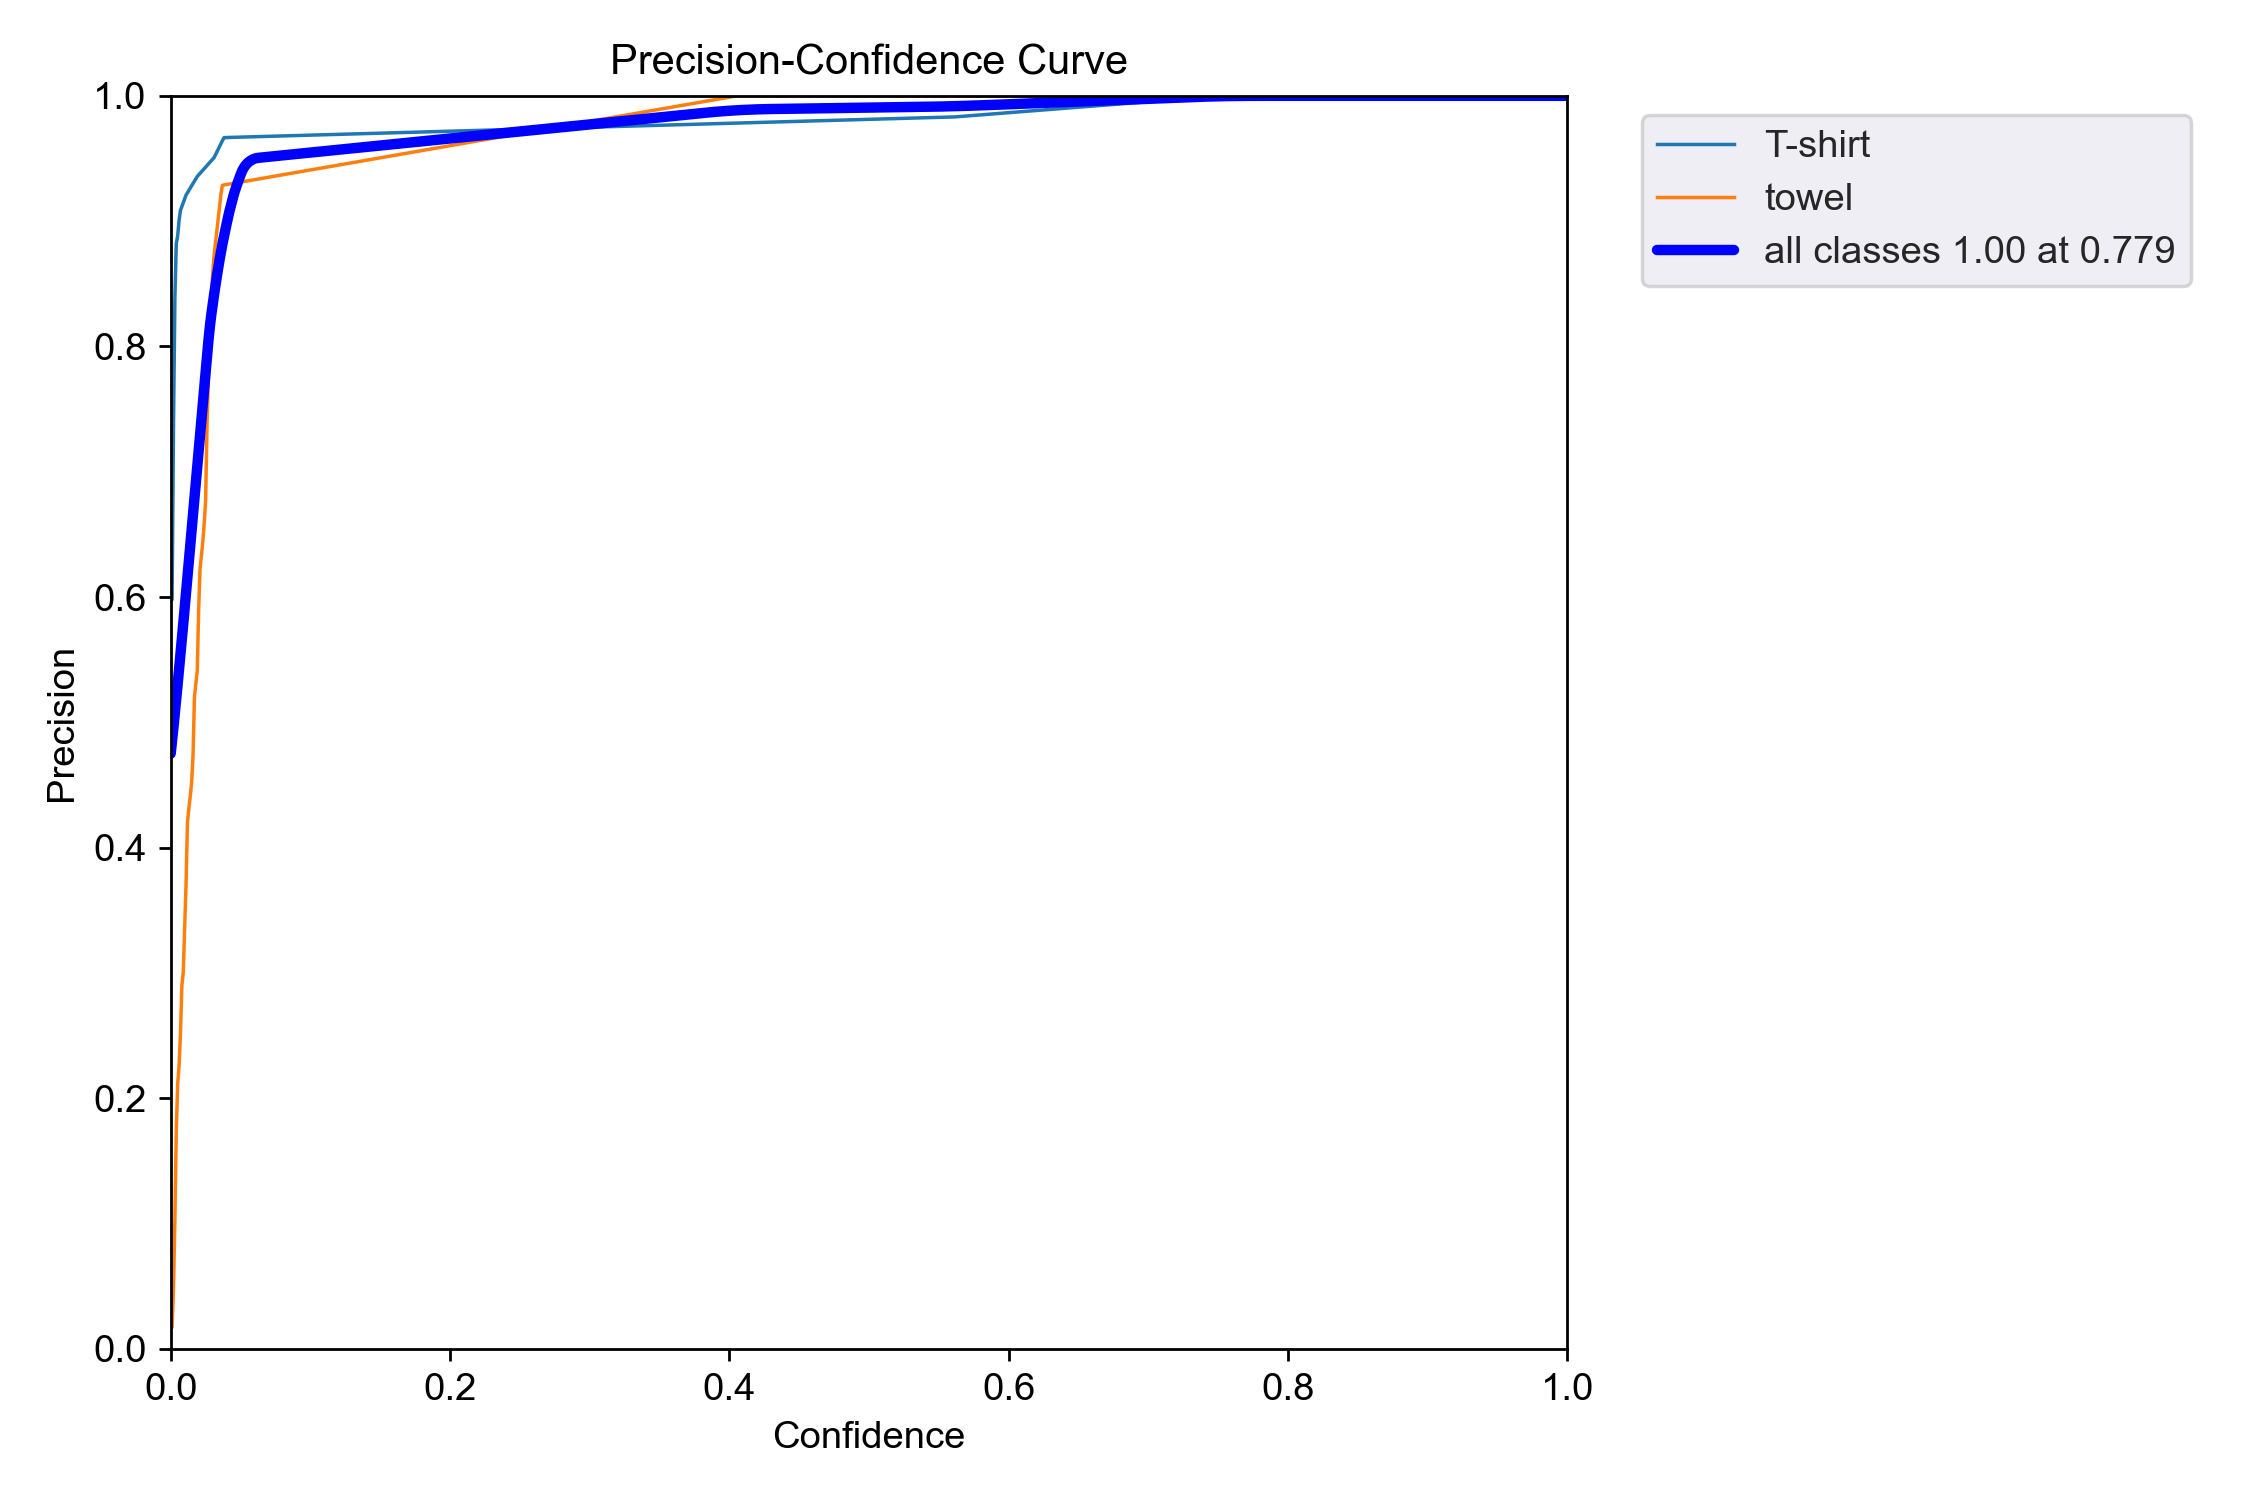 Precision-Confidence Curve
1.0
0.8
0.6
0.4
0.2
0.0
Precision
0.0 0.2 0.4 0.6 0.8 1.0
Confidence
T-shirt
towel
all classes 1.00 at 0.779